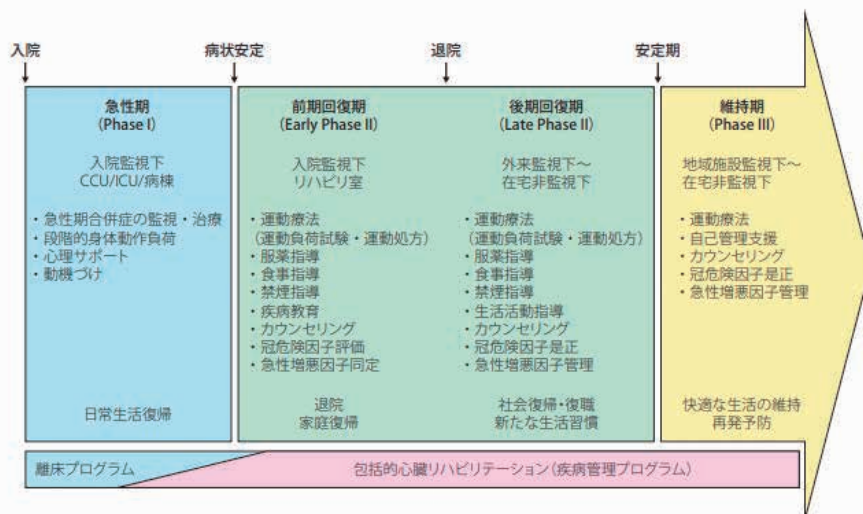 入院
病状安定
退院
安定期
急性期
(Phase I)
入院監視下
CCU/ICU/病棟
・急性期合併症の監視・治療
・段階的身体動作負荷
・心理サポート
・動機づけ
日常生活復帰
前期回復期
(Early Phase II)
入院監視下
リハビリ室
・運動療法
(運動負荷試験・運動処方)
・服薬指導
・食事指導
・禁煙指導
・疾病教育
・カウンセリング
・冠危険因子評価
・急性増悪因子同定
退院
家庭復帰
後期回復期
(Late Phase II)
外来監視下～
在宅非監視下
・運動療法
(運動負荷試験・運動処方)
・服薬指導
・食事指導
・禁煙指導
・生活活動指導
・カウンセリング
・冠危険因子是正
・急性増悪因子管理
社会復帰・復職
新たな生活習慣
維持期
(Phase III)
地域施設監視下～
在宅非監視下
・運動療法
・自己管理支援
・カウンセリング
・冠危険因子是正
・急性増悪因子管理
快適な生活の維持
再発予防
離床プログラム
包括的心臓リハビリテーション(疾病管理プログラム)